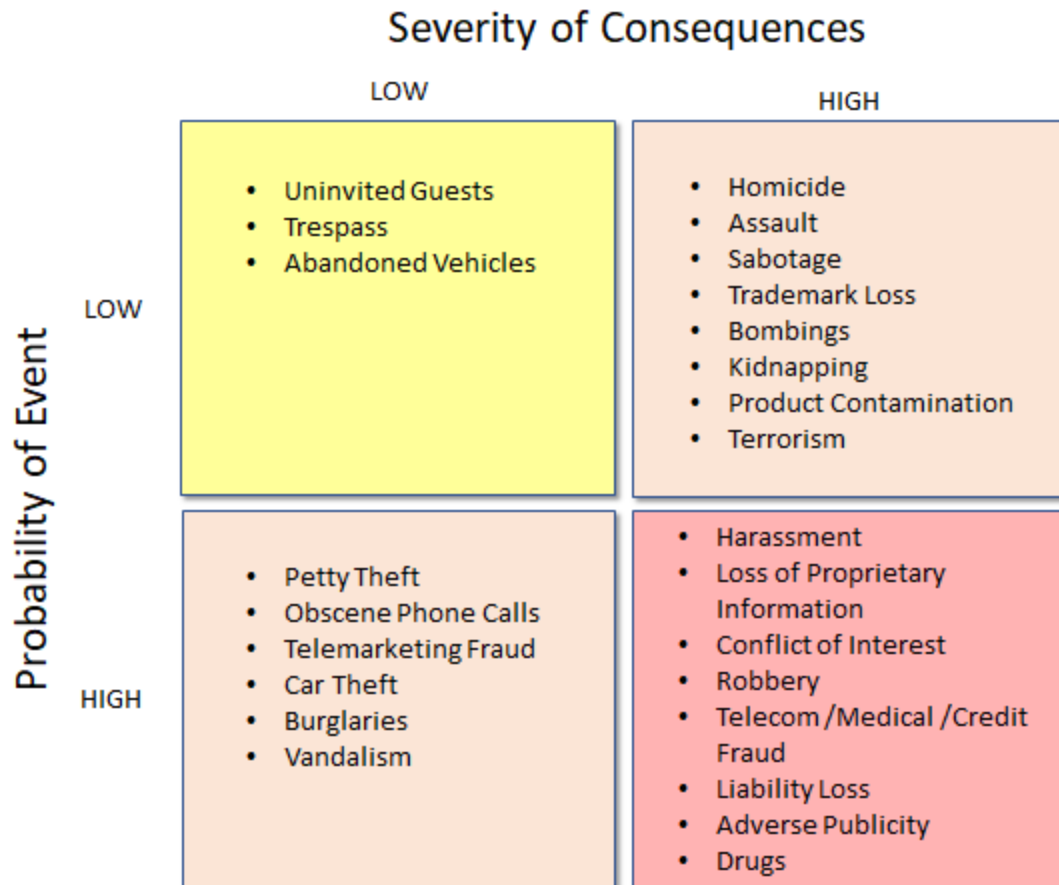 Severity of Consequences
LOW
HIGH
Probability of Event
LOW
• Uninvited Guests
• Trespass
• Abandoned Vehicles
• Homicide
• Assault
• Sabotage
• Trademark Loss
• Bombings
• Kidnapping
• Product Contamination
• Terrorism
HIGH
• Petty Theft
• Obscene Phone Calls
• Telemarketing Fraud
• Car Theft
• Burglaries
• Vandalism
• Harassment
• Loss of Proprietary
Information
• Conflict of Interest
• Robbery
• Telecom /Medical /Credit
Fraud
• Liability Loss
• Adverse Publicity
• Drugs